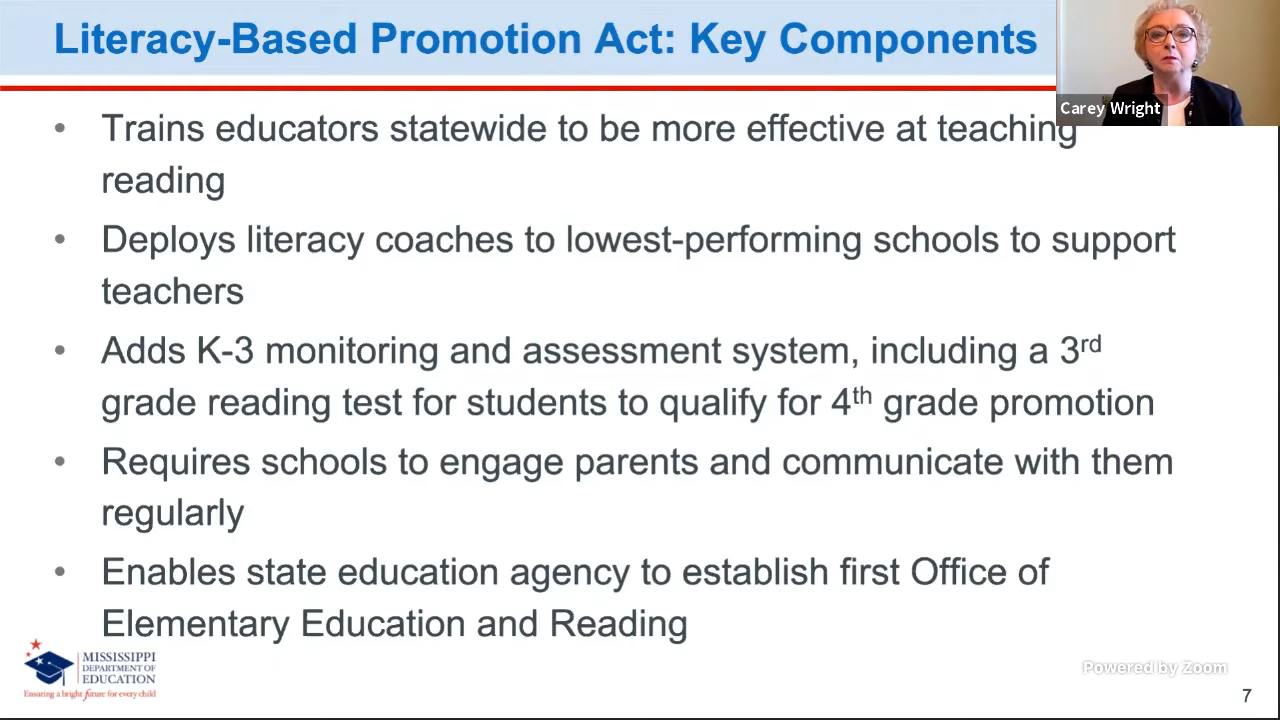 Literacy-Based Promotion Act: Key Components
Carey Wright
• Trains educators statewide to be more effective at teaching
reading
• Deploys literacy coaches to lowest-performing schools to support
teachers
• Adds K-3 monitoring and assessment system, including a 3rd
grade reading test for students to qualify for 4th grade promotion
• Requires schools to engage parents and communicate with them
regularly
• Enables state education agency to establish first Office of
Elementary Education and Reading
MISSISSIPPI
DEPARTMENT OF
EDUCATION
Ensuring a bright future for every child
Powered by Zoom
7